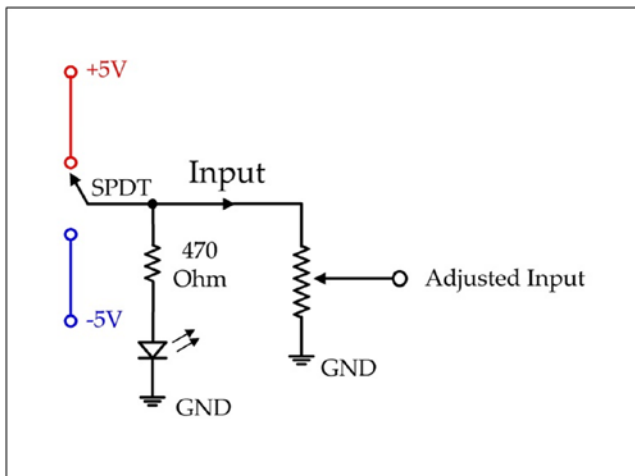 +5V
SPDT
Input
470
Ohm
Adjusted Input
-5V
GND
GND